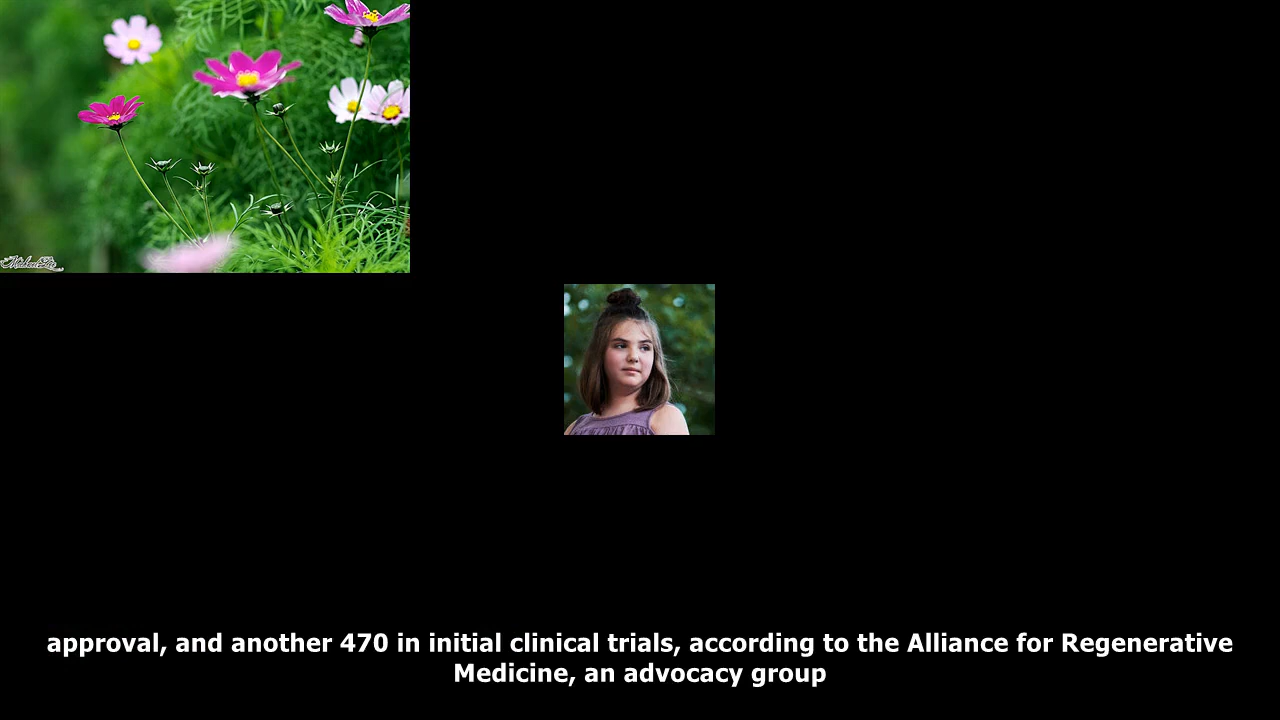 approval, and another 470 in initial clinical trials, according to the Alliance for Regenerative
Medicine, an advocacy group